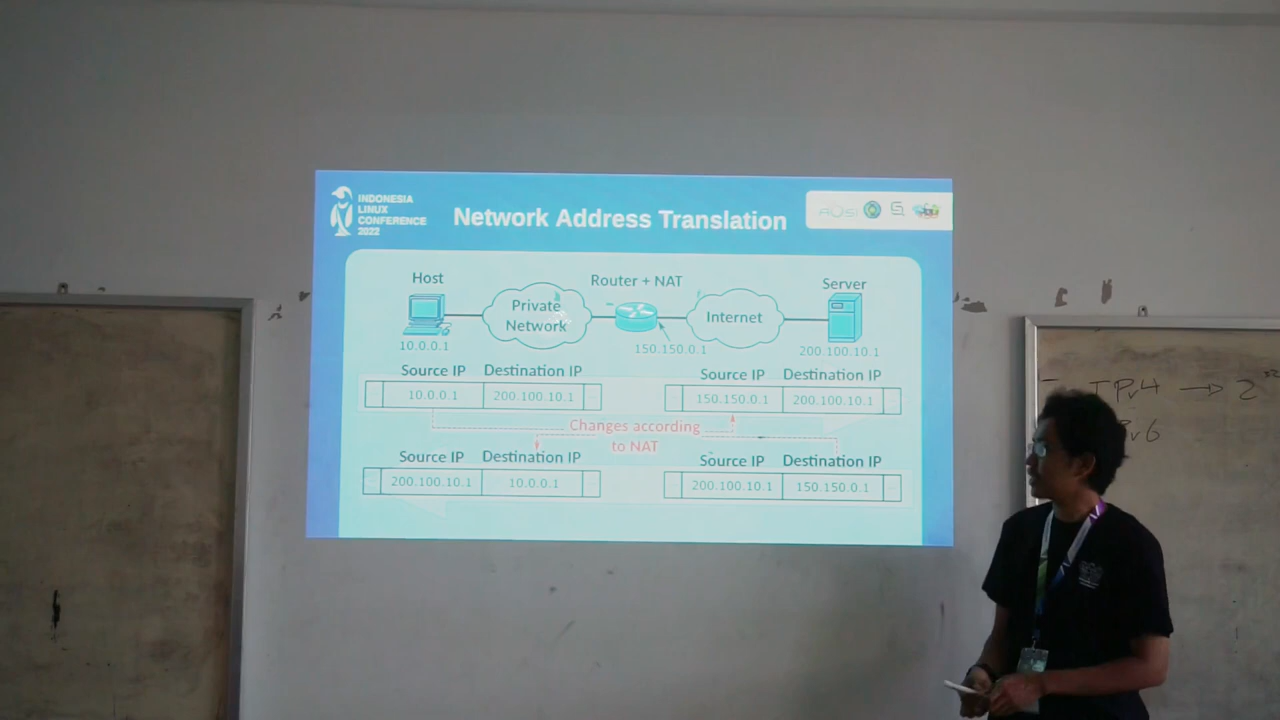 INDONESIA
LINUX
CONFERENCE
2022
Network Address Translation
Host
Router + NAT
Server
Private
Network
Internet
10.0.0.1
150.150.0.1
200.100.10.1
Source IP Destination IP
Source IP Destination IP
10.0.0.1 200.100.10.1
150.150.0.1 200.100.10.1
Changes according
to NAT
Source IP Destination IP
Source IP Destination IP
200.100.10.1 10.0.0.1
200.100.10.1 150.150.0.1
- IPv4 → 2³²
v6